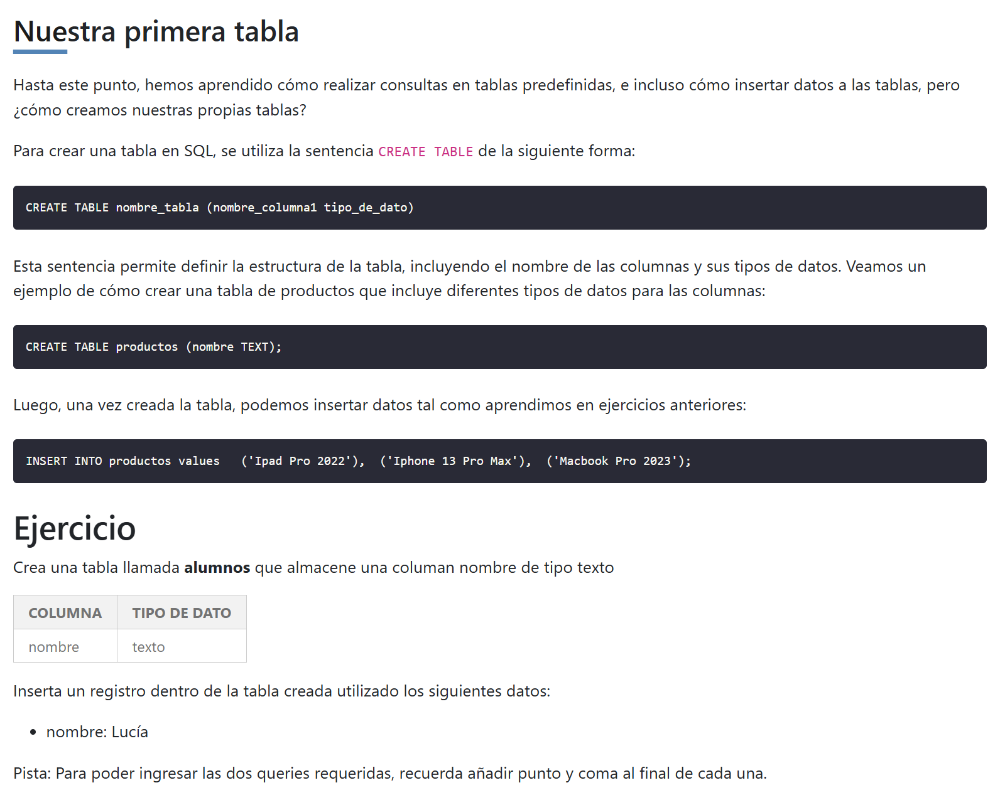 Nuestra primera tabla
Hasta este punto, hemos aprendido cómo realizar consultas en tablas predefinidas, e incluso cómo insertar datos a las tablas, pero
¿cómo creamos nuestras propias tablas?
Para crear una tabla en SQL, se utiliza la sentencia CREATE TABLE de la siguiente forma:
CREATE TABLE nombre_tabla (nombre_columna1 tipo_de_dato)
Esta sentencia permite definir la estructura de la tabla, incluyendo el nombre de las columnas y sus tipos de datos. Veamos un
ejemplo de cómo crear una tabla de productos que incluye diferentes tipos de datos para las columnas:
CREATE TABLE productos (nombre TEXT);
Luego, una vez creada la tabla, podemos insertar datos tal como aprendimos en ejercicios anteriores:
INSERT INTO productos values   ('Ipad Pro 2022'),  ('Iphone 13 Pro Max'),  ('Macbook Pro 2023');
Ejercicio
Crea una tabla llamada alumnos que almacene una columan nombre de tipo texto
COLUMNA TIPO DE DATO
nombre texto
Inserta un registro dentro de la tabla creada utilizado los siguientes datos:
• nombre: Lucía
Pista: Para poder ingresar las dos queries requeridas, recuerda añadir punto y coma al final de cada una.